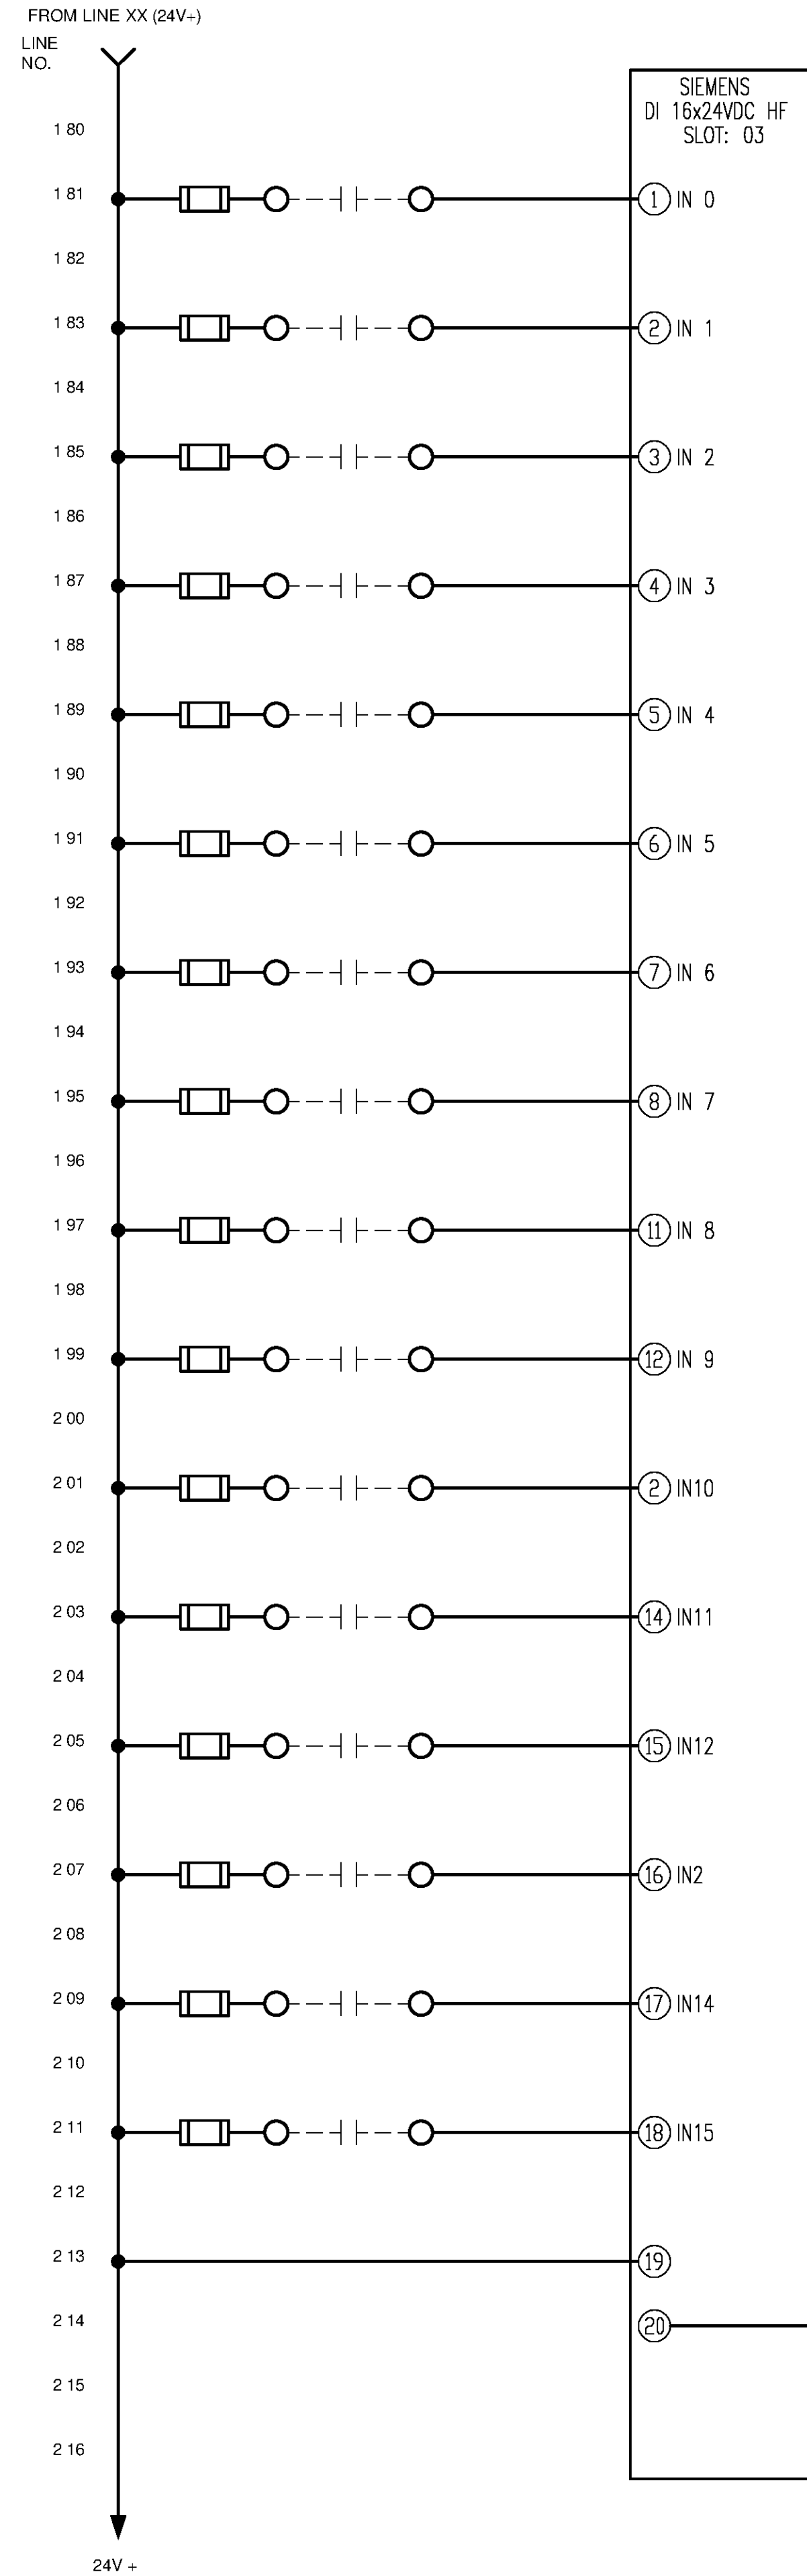 FROM LINE XX (24V+)
LINE
NO.
SIEMENS
DI 16x24VDC HF
SLOT: 03
180
181 1 IN 0
182
183 2 IN 1
184
185 3 IN 2
186
187 4 IN 3
188
189 5 IN 4
190
191 6 IN 5
192
193 7 IN 6
194
195 8 IN 7
196
197 11 IN 8
198
199 12 IN 9
200
201 2 IN10
202
203 14 IN11
204
205 15 IN12
206
207 16 IN2
208
209 17 IN14
210
211 18 IN15
212
213 19
214 20
215
216
24V +